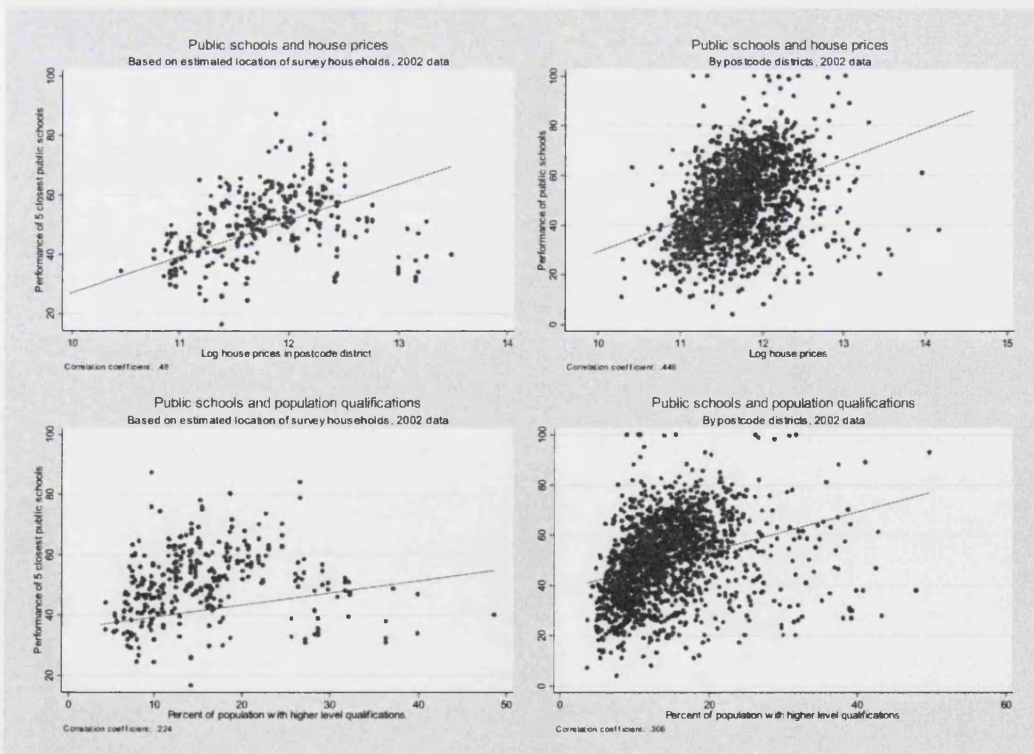 Public schools and house prices
Based on estimated location of survey households, 2002 data
Performance of 5 closest public schools
100
80
60
40
20
10
11
12
13
14
Log house prices in postcode district
Correlation coefficient: .48
Public schools and house prices
By postcode districts, 2002 data
Performance of public schools
100
80
60
40
20
0
10
11
12
13
14
15
Log house prices
Correlation coefficient: .446
Public schools and population qualifications
Based on estimated location of survey households, 2002 data
Performance of 5 closest public schools
100
80
60
40
20
0
10
20
30
40
50
Percent of population with higher level qualifications
Correlation coefficient: .224
Public schools and population qualifications
By postcode districts, 2002 data
Performance of public schools
100
80
60
40
20
0
0
20
40
60
Percent of population with higher level qualifications
Correlation coefficient: